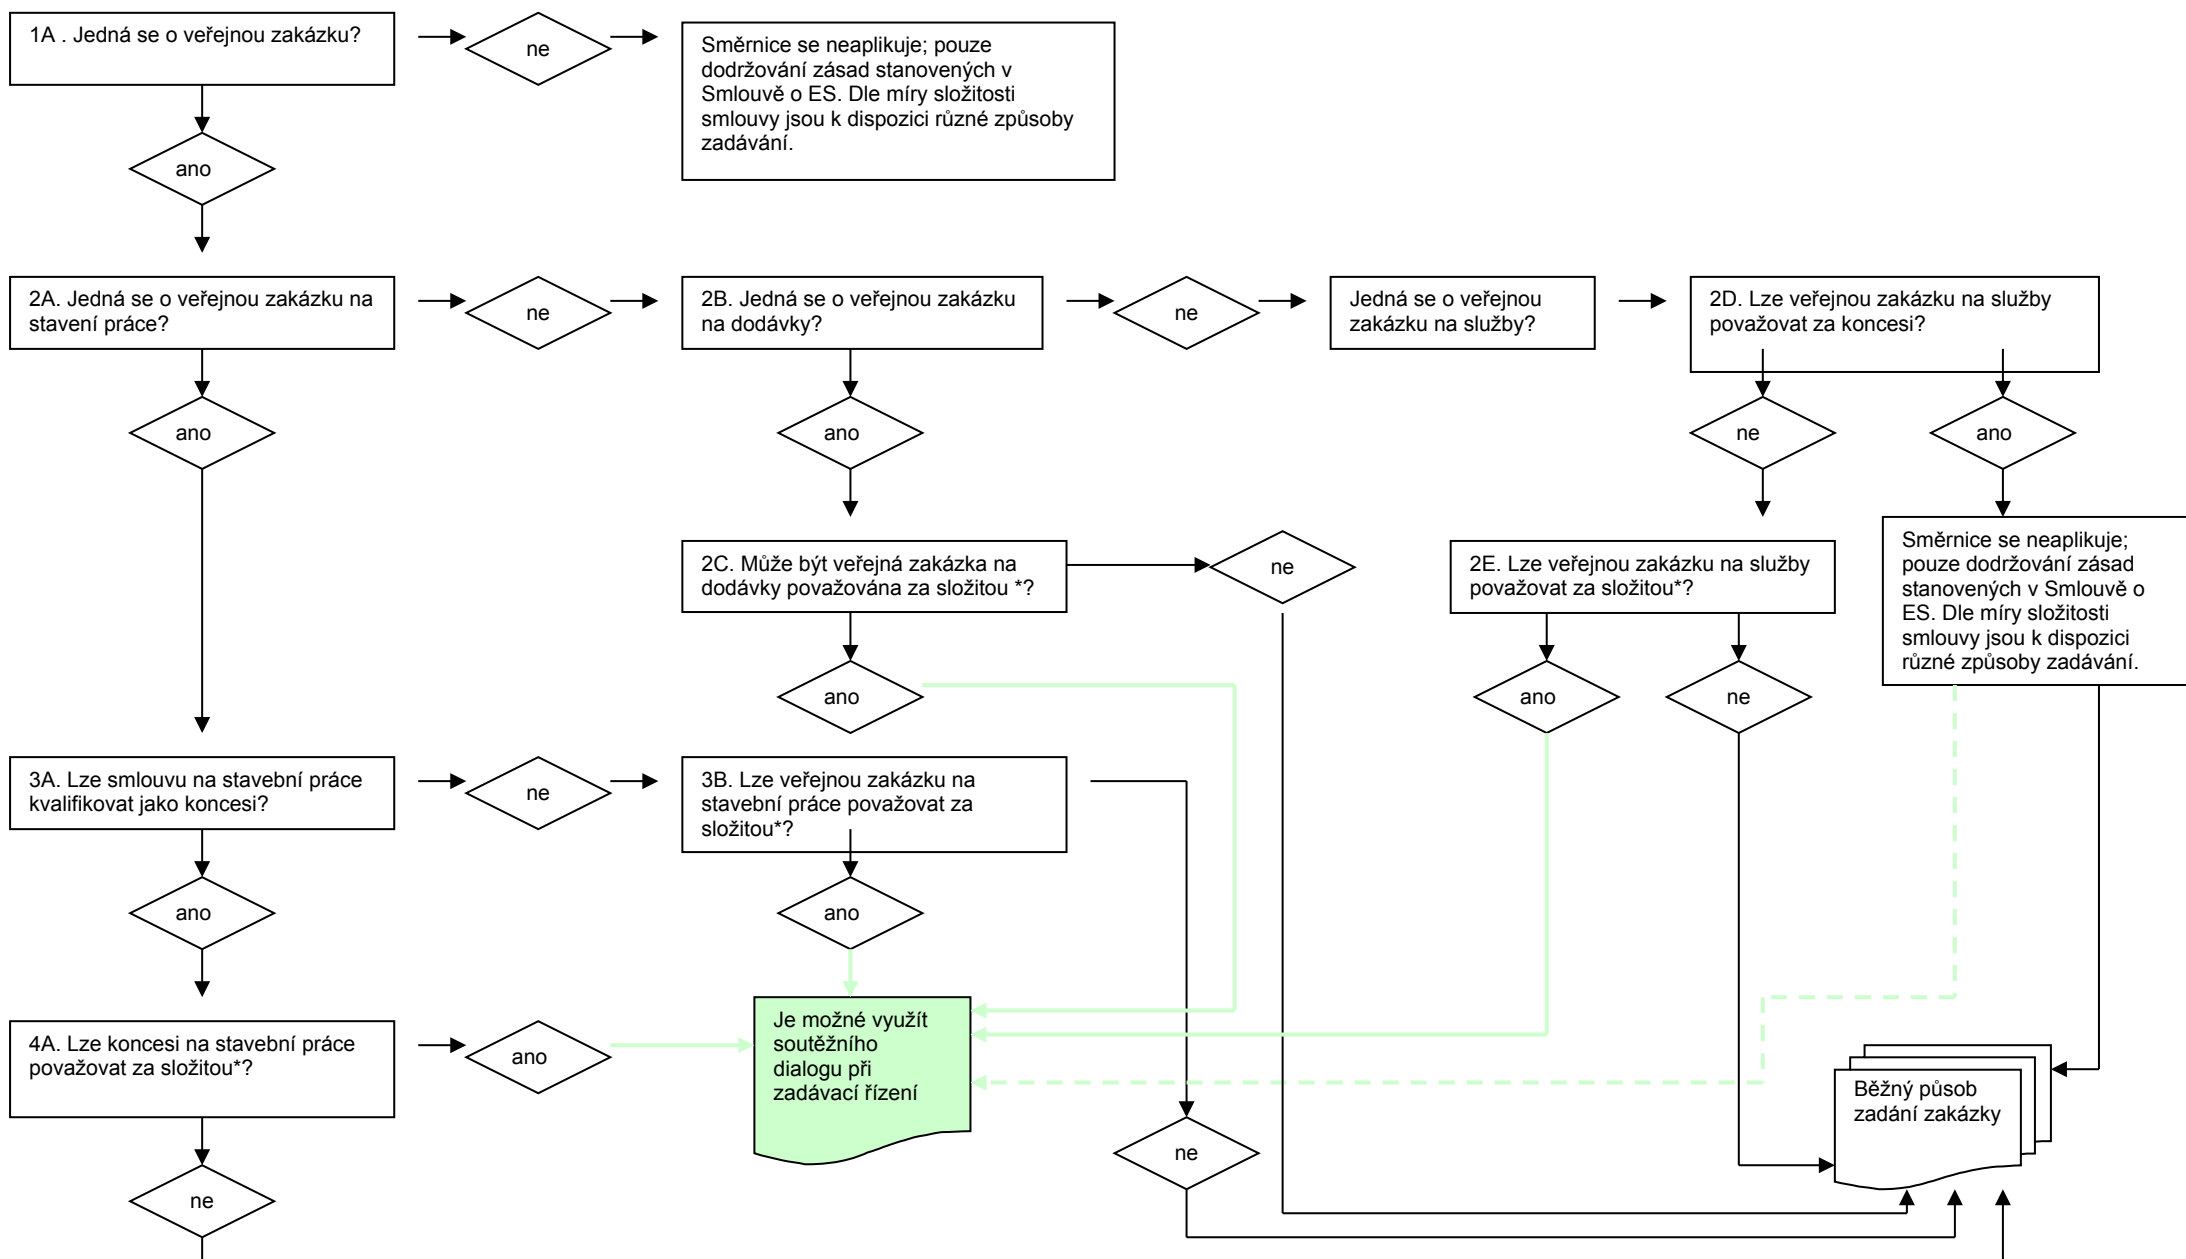 1A . Jedná se o veřejnou zakázku?
ne
Směrnice se neaplikuje; pouze
dodržování zásad stanovených v
Smlouvě o ES. Dle míry složitosti
smlouvy jsou k dispozici různé způsoby
zadávání.
ano
2A. Jedná se o veřejnou zakázku na
stavení práce?
ne
2B. Jedná se o veřejnou zakázku
na dodávky?
ne
Jedná se o veřejnou
zakázku na služby?
2D. Lze veřejnou zakázku na služby
považovat za koncesi?
ano
ano
ne
ano
2C. Může být veřejná zakázka na
dodávky považována za složitou *?
ne
2E. Lze veřejnou zakázku na služby
považovat za složitou*?
Směrnice se neaplikuje;
pouze dodržování zásad
stanovených v Smlouvě o
ES. Dle míry složitosti
smlouvy jsou k dispozici
různé způsoby zadávání.
ano
ano
ne
3A. Lze smlouvu na stavební práce
kvalifikovat jako koncesi?
ne
3B. Lze veřejnou zakázku na
stavební práce považovat za
složitou*?
ano
ano
4A. Lze koncesi na stavební práce
považovat za složitou*?
ano
Je možné využít
soutěžního
dialogu při
zadávací řízení
Běžný působ
zadání zakázky
ne
ne